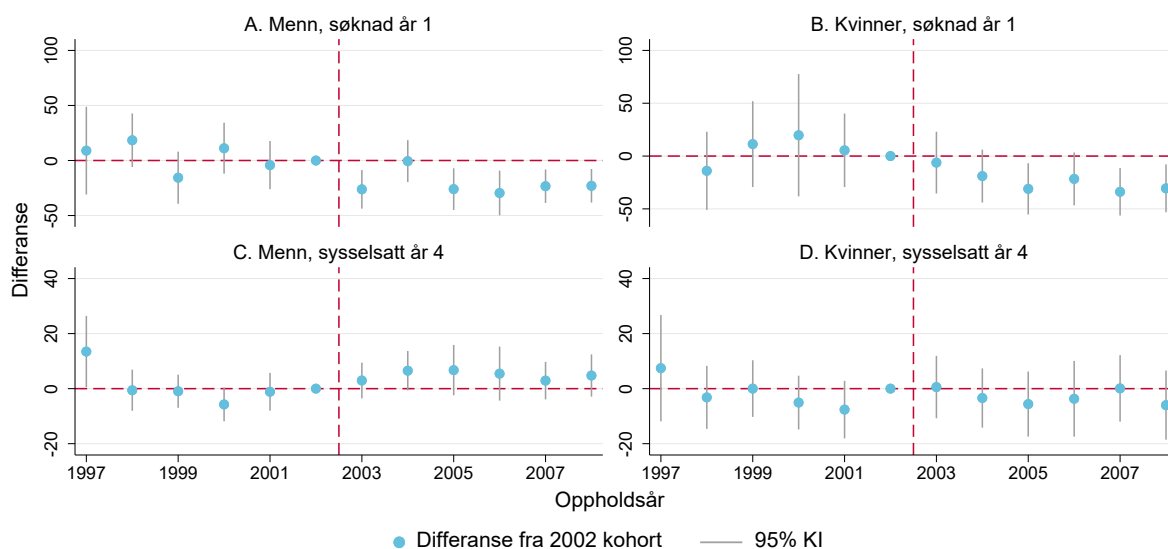 A. Menn, søknad år 1
B. Kvinner, søknad år 1
100
50
0
-50
100
50
0
-50
Differanse
C. Menn, sysselsatt år 4
D. Kvinner, sysselsatt år 4
40
20
0
-20
40
20
0
-20
1997 1999 2001 2003 2005 2007
1997 1999 2001 2003 2005 2007
Oppholdsår
Differanse fra 2002 kohort 95% KI